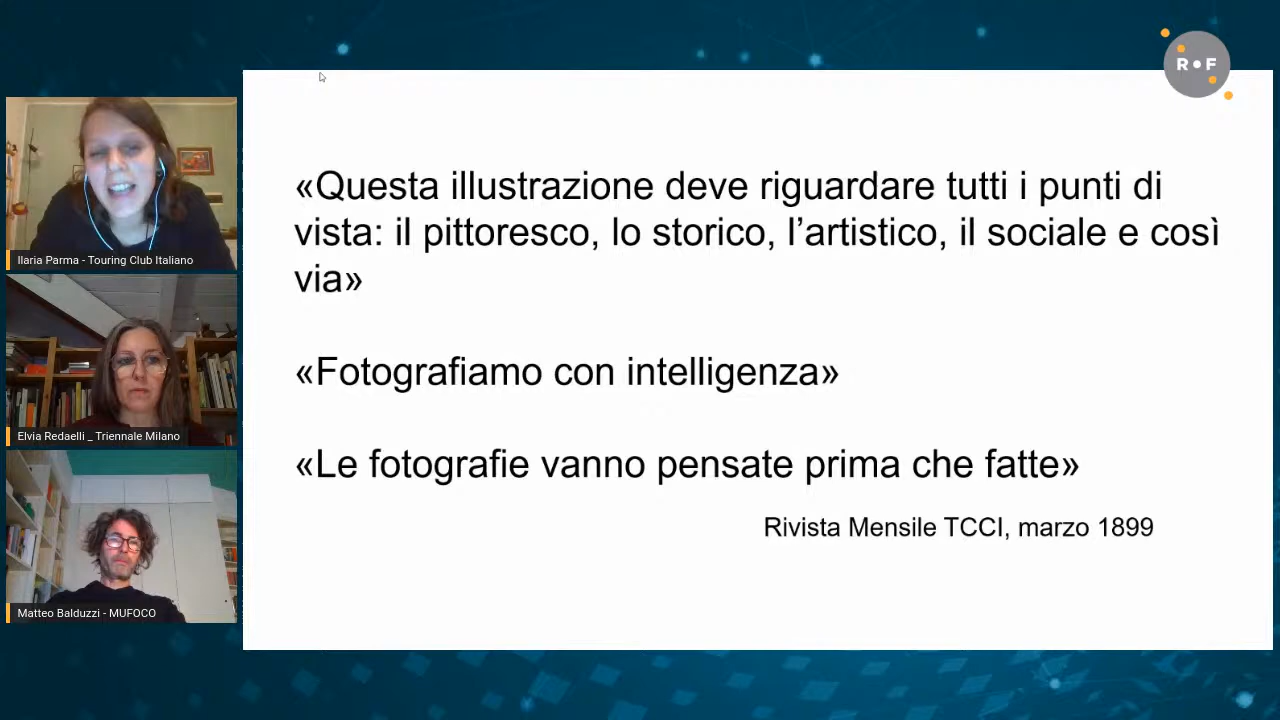 R•F
Ilaria Parma - Touring Club Italiano
Elvia Redaelli _ Triennale Milano
Matteo Balduzzi - MUFOCO
«Questa illustrazione deve riguardare tutti i punti di
vista: il pittoresco, lo storico, l’artistico, il sociale e così
via»
«Fotografiamo con intelligenza»
«Le fotografie vanno pensate prima che fatte»
Rivista Mensile TCCI, marzo 1899